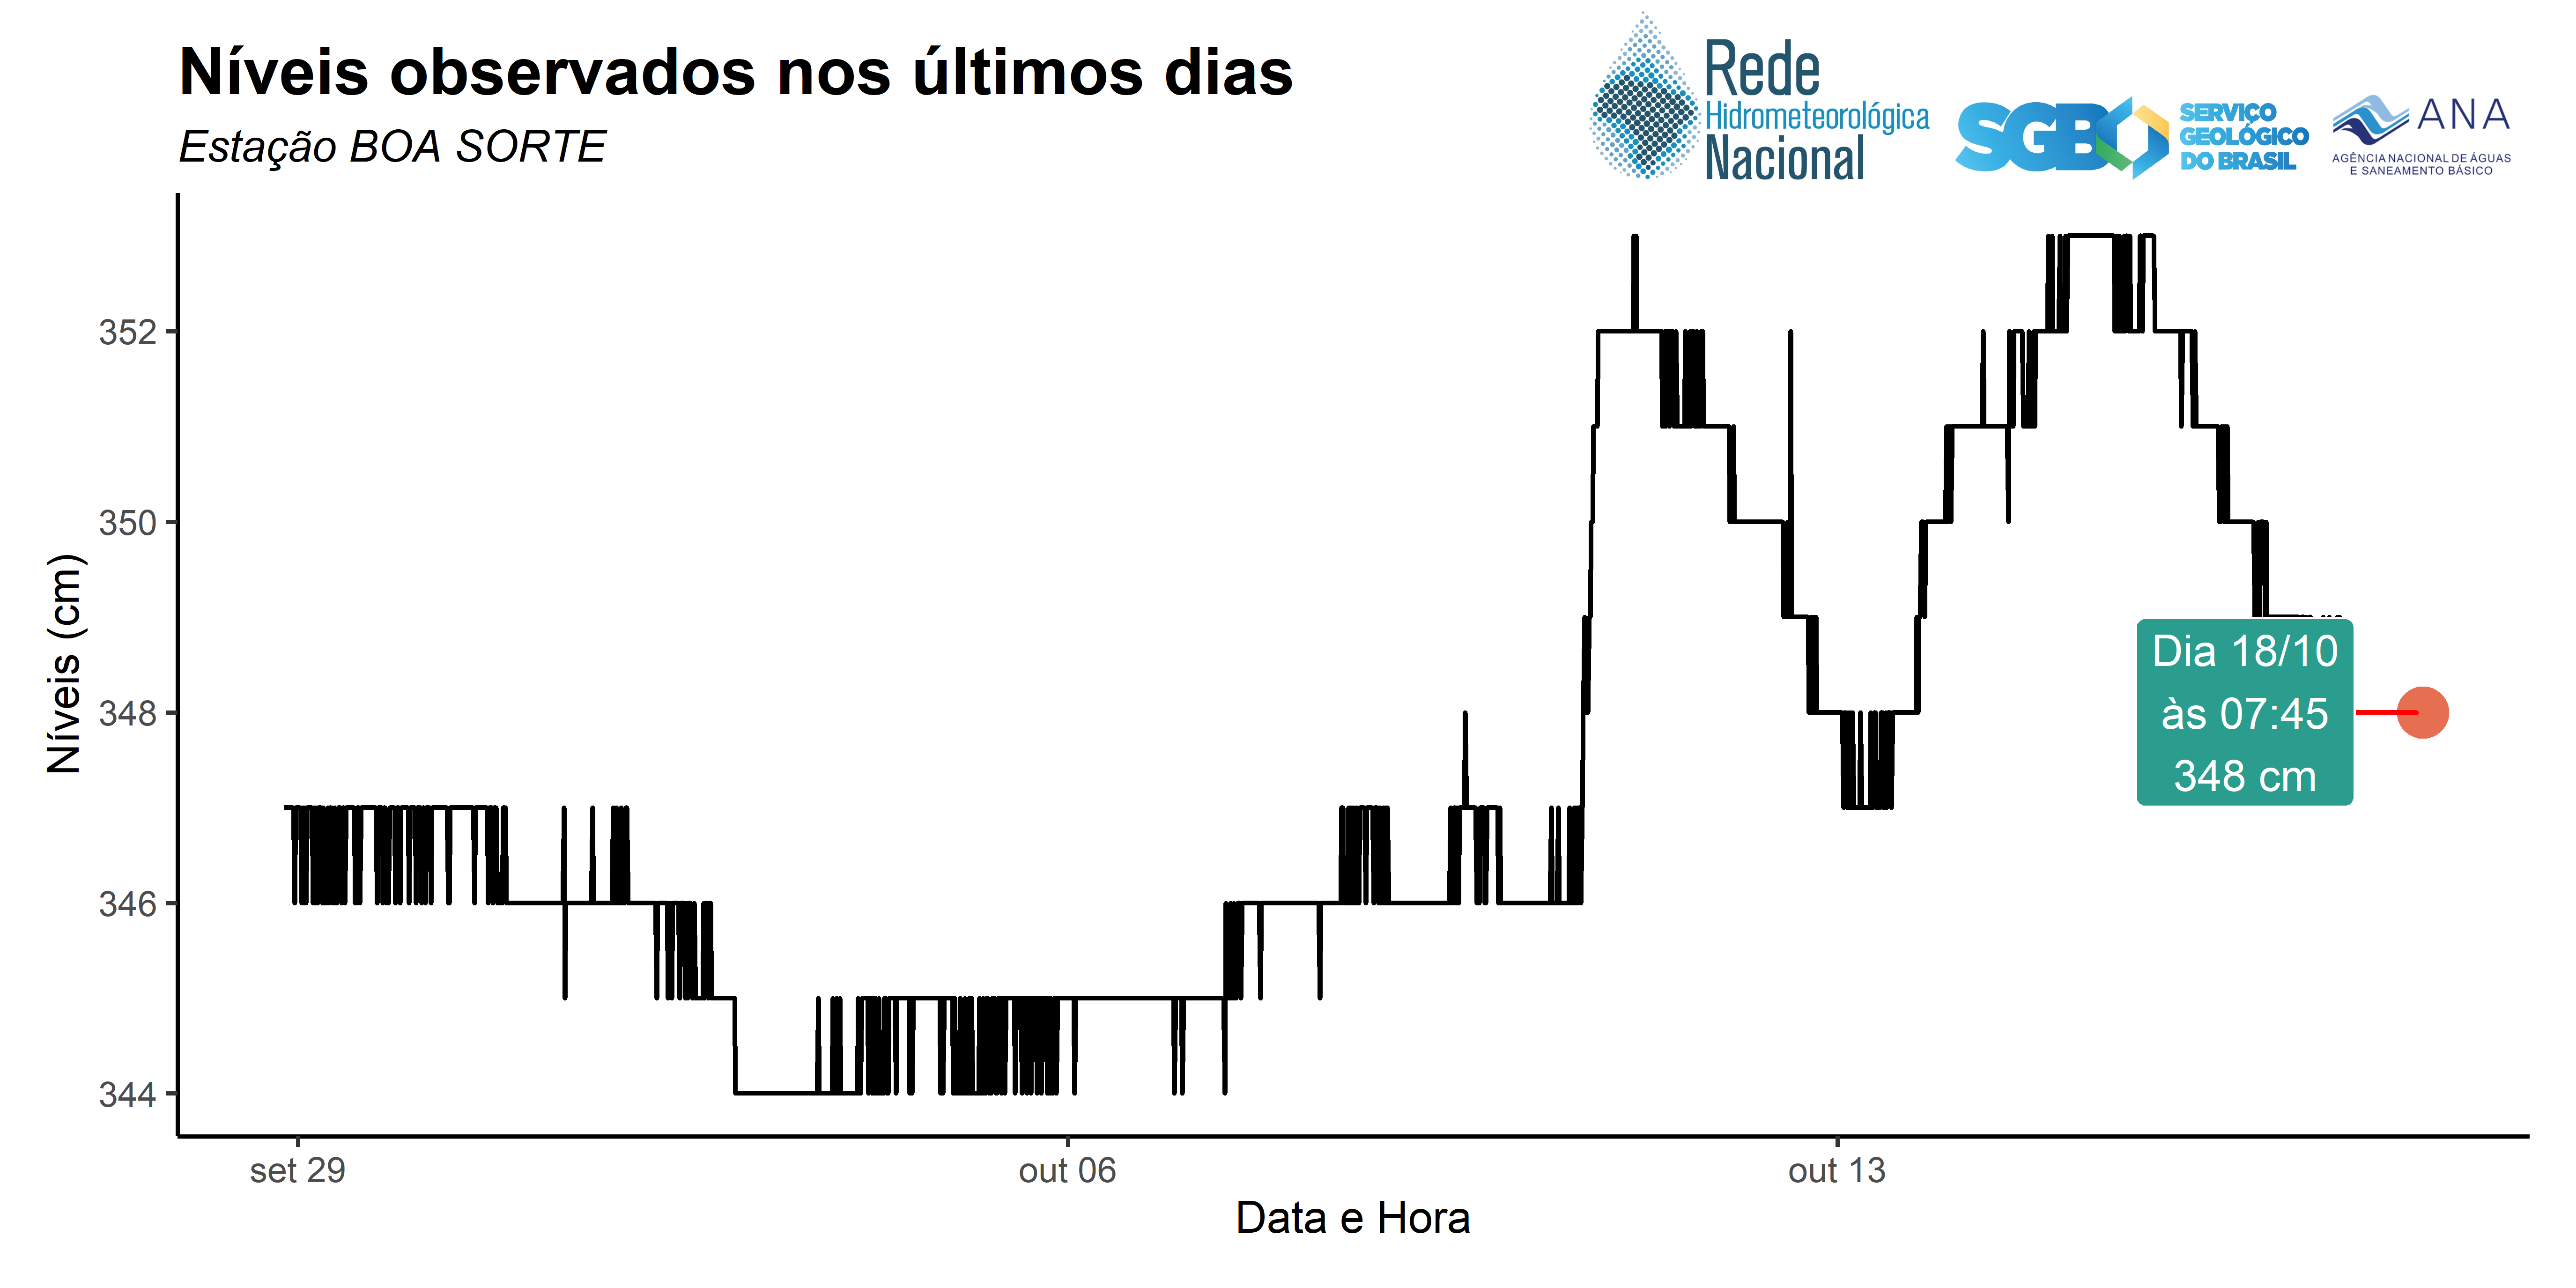 Níveis observados nos últimos dias
Estação BOA SORTE
Rede
Hidrometeorológica
Nacional
SGB
SERVIÇO
GEOLÓGICO
DO BRASIL
ANA
AGÊNCIA NACIONAL DE ÁGUAS
E SANEAMENTO BÁSICO
Níveis (cm)
352
350
348
346
344
Dia 18/10
às 07:45
348 cm
set 29
out 06
out 13
Data e Hora